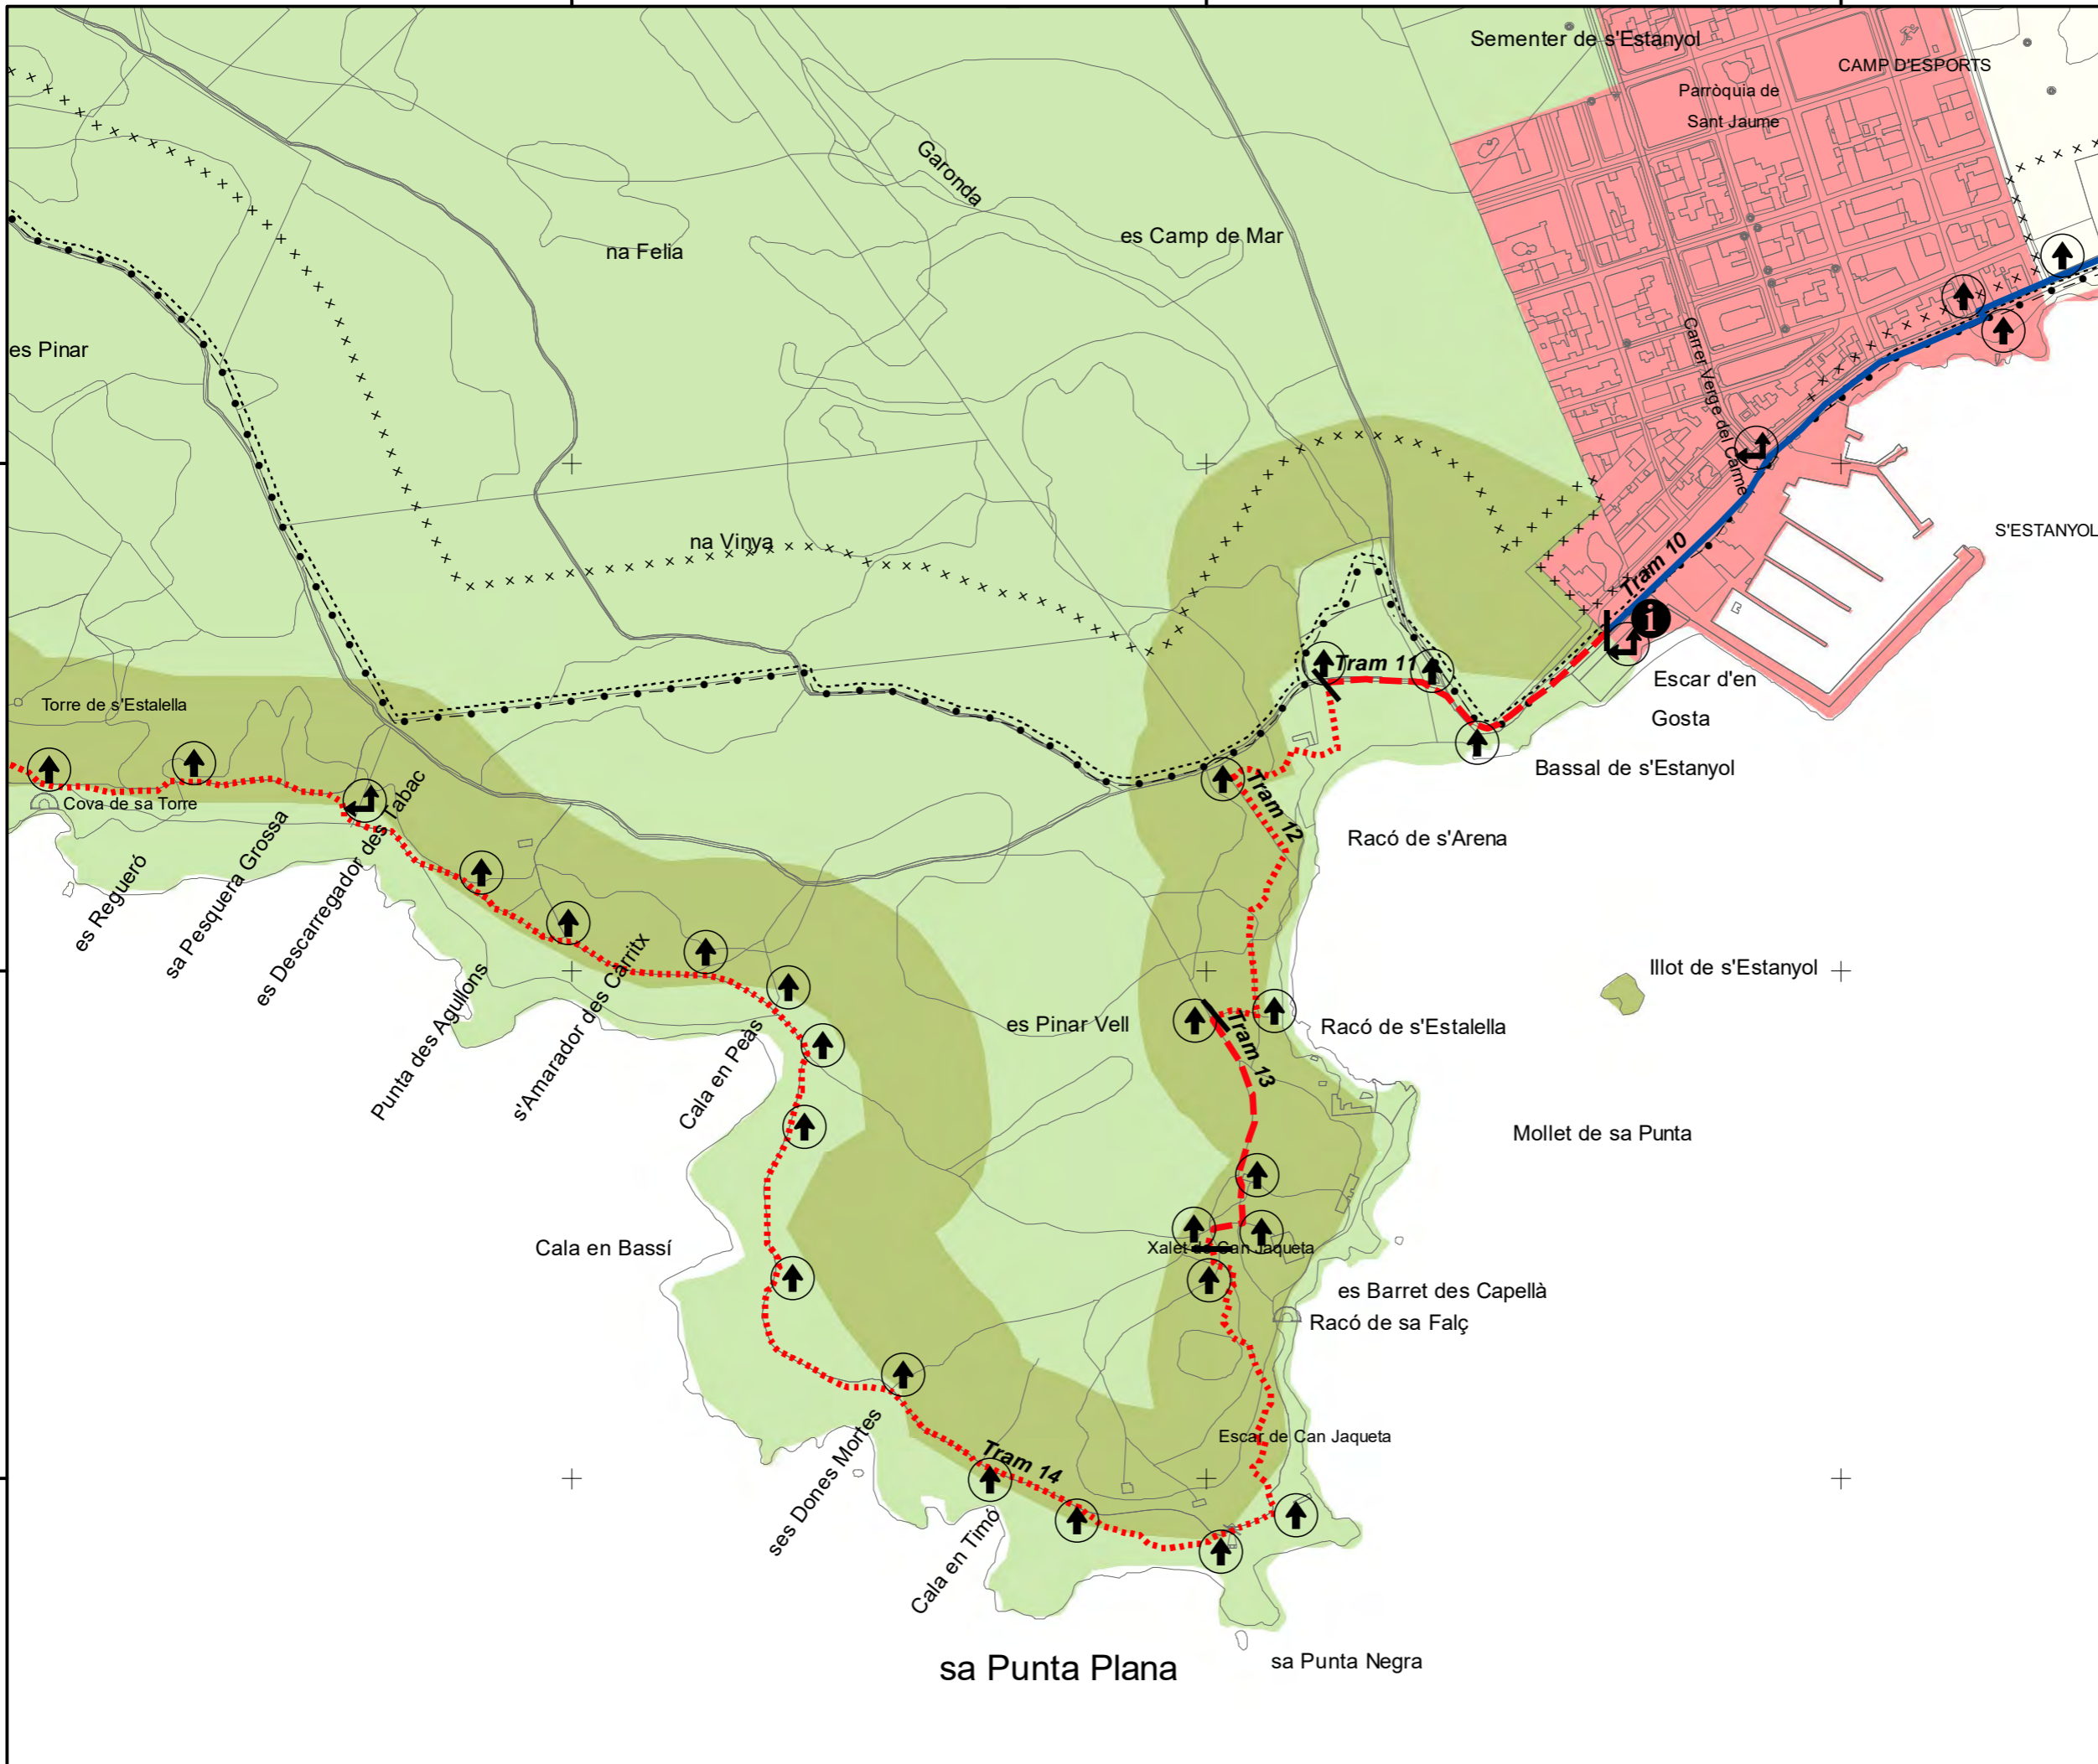 Sementer de s'Estanyol
CAMP D'ESPORTS
Parròquia de
Sant Jaume
Garonda
es Camp de Mar
na Felia
es Pinar
Carrer Verge del Carme
S'ESTANYOL
na Vinya
Tram 10
i
Tram 11
Escar d'en
Gosta
Torre de s'Estalella
Bassal de s'Estanyol
Cova de sa Torre
Tram 12
Racó de s'Arena
es Regueró
sa Pesquera Grossa
es Descarregador des Tabac
Illot de s'Estanyol
Punta des Agullons
s'Amarador des Càrritx
Cala en Peàs
es Pinar Vell
Racó de s'Estalella
Tram 13
Mollet de sa Punta
Cala en Bassí
Xalet de Can Jaqueta
es Barret des Capellà
Racó de sa Falç
Escar de Can Jaqueta
ses Dones Mortes
Tram 14
Cala en Timó
sa Punta Plana
sa Punta Negra